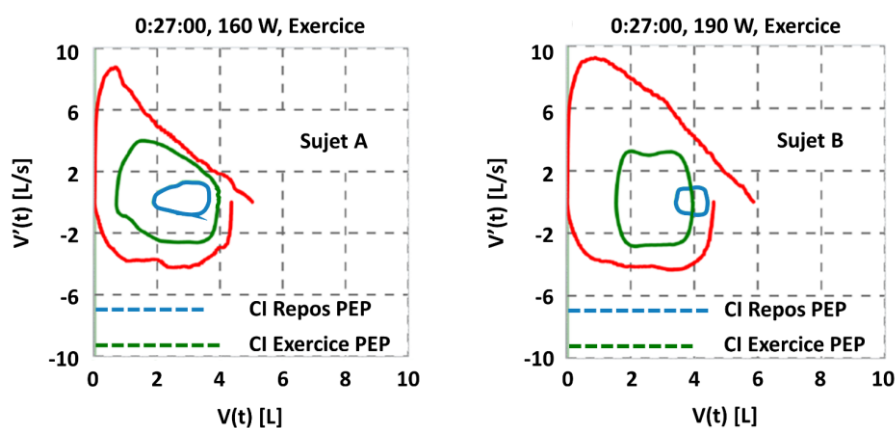 0:27:00, 160 W, Exercice
10
6
2
-2
-6
-10
V'(t) [L/s]
Sujet A
CI Repos PEP
CI Exercice PEP
0
2
4
6
8
10
V(t) [L]
0:27:00, 190 W, Exercice
10
6
2
-2
-6
-10
V'(t) [L/s]
Sujet B
CI Repos PEP
CI Exercice PEP
0
2
4
6
8
10
V(t) [L]